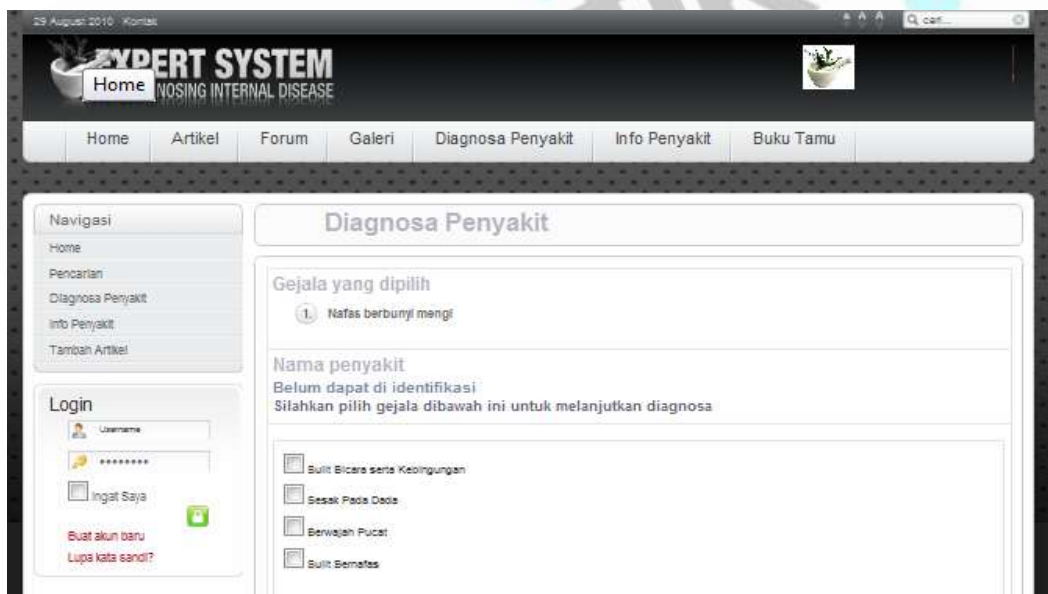 29 August 2010 Kontak
A A A
cari...
EXPERT SYSTEM
Home
NOSING INTERNAL DISEASE
Home Artikel Forum Galeri Diagnosa Penyakit Info Penyakit Buku Tamu
Navigasi
Home
Pencarian
Diagnosa Penyakit
Info Penyakit
Tambah Artikel
Login
Username
********
Ingat Saya
Buat akun baru
Lupa kata sandi?
Diagnosa Penyakit
Gejala yang dipilih
1. Nafas berbunyi mengi
Nama penyakit
Belum dapat di identifikasi
Silahkan pilih gejala dibawah ini untuk melanjutkan diagnosa
Sulit Bicara serta Kebingungan
Sesak Pada Dada
Berwajah Pucat
Sulit Bernafas